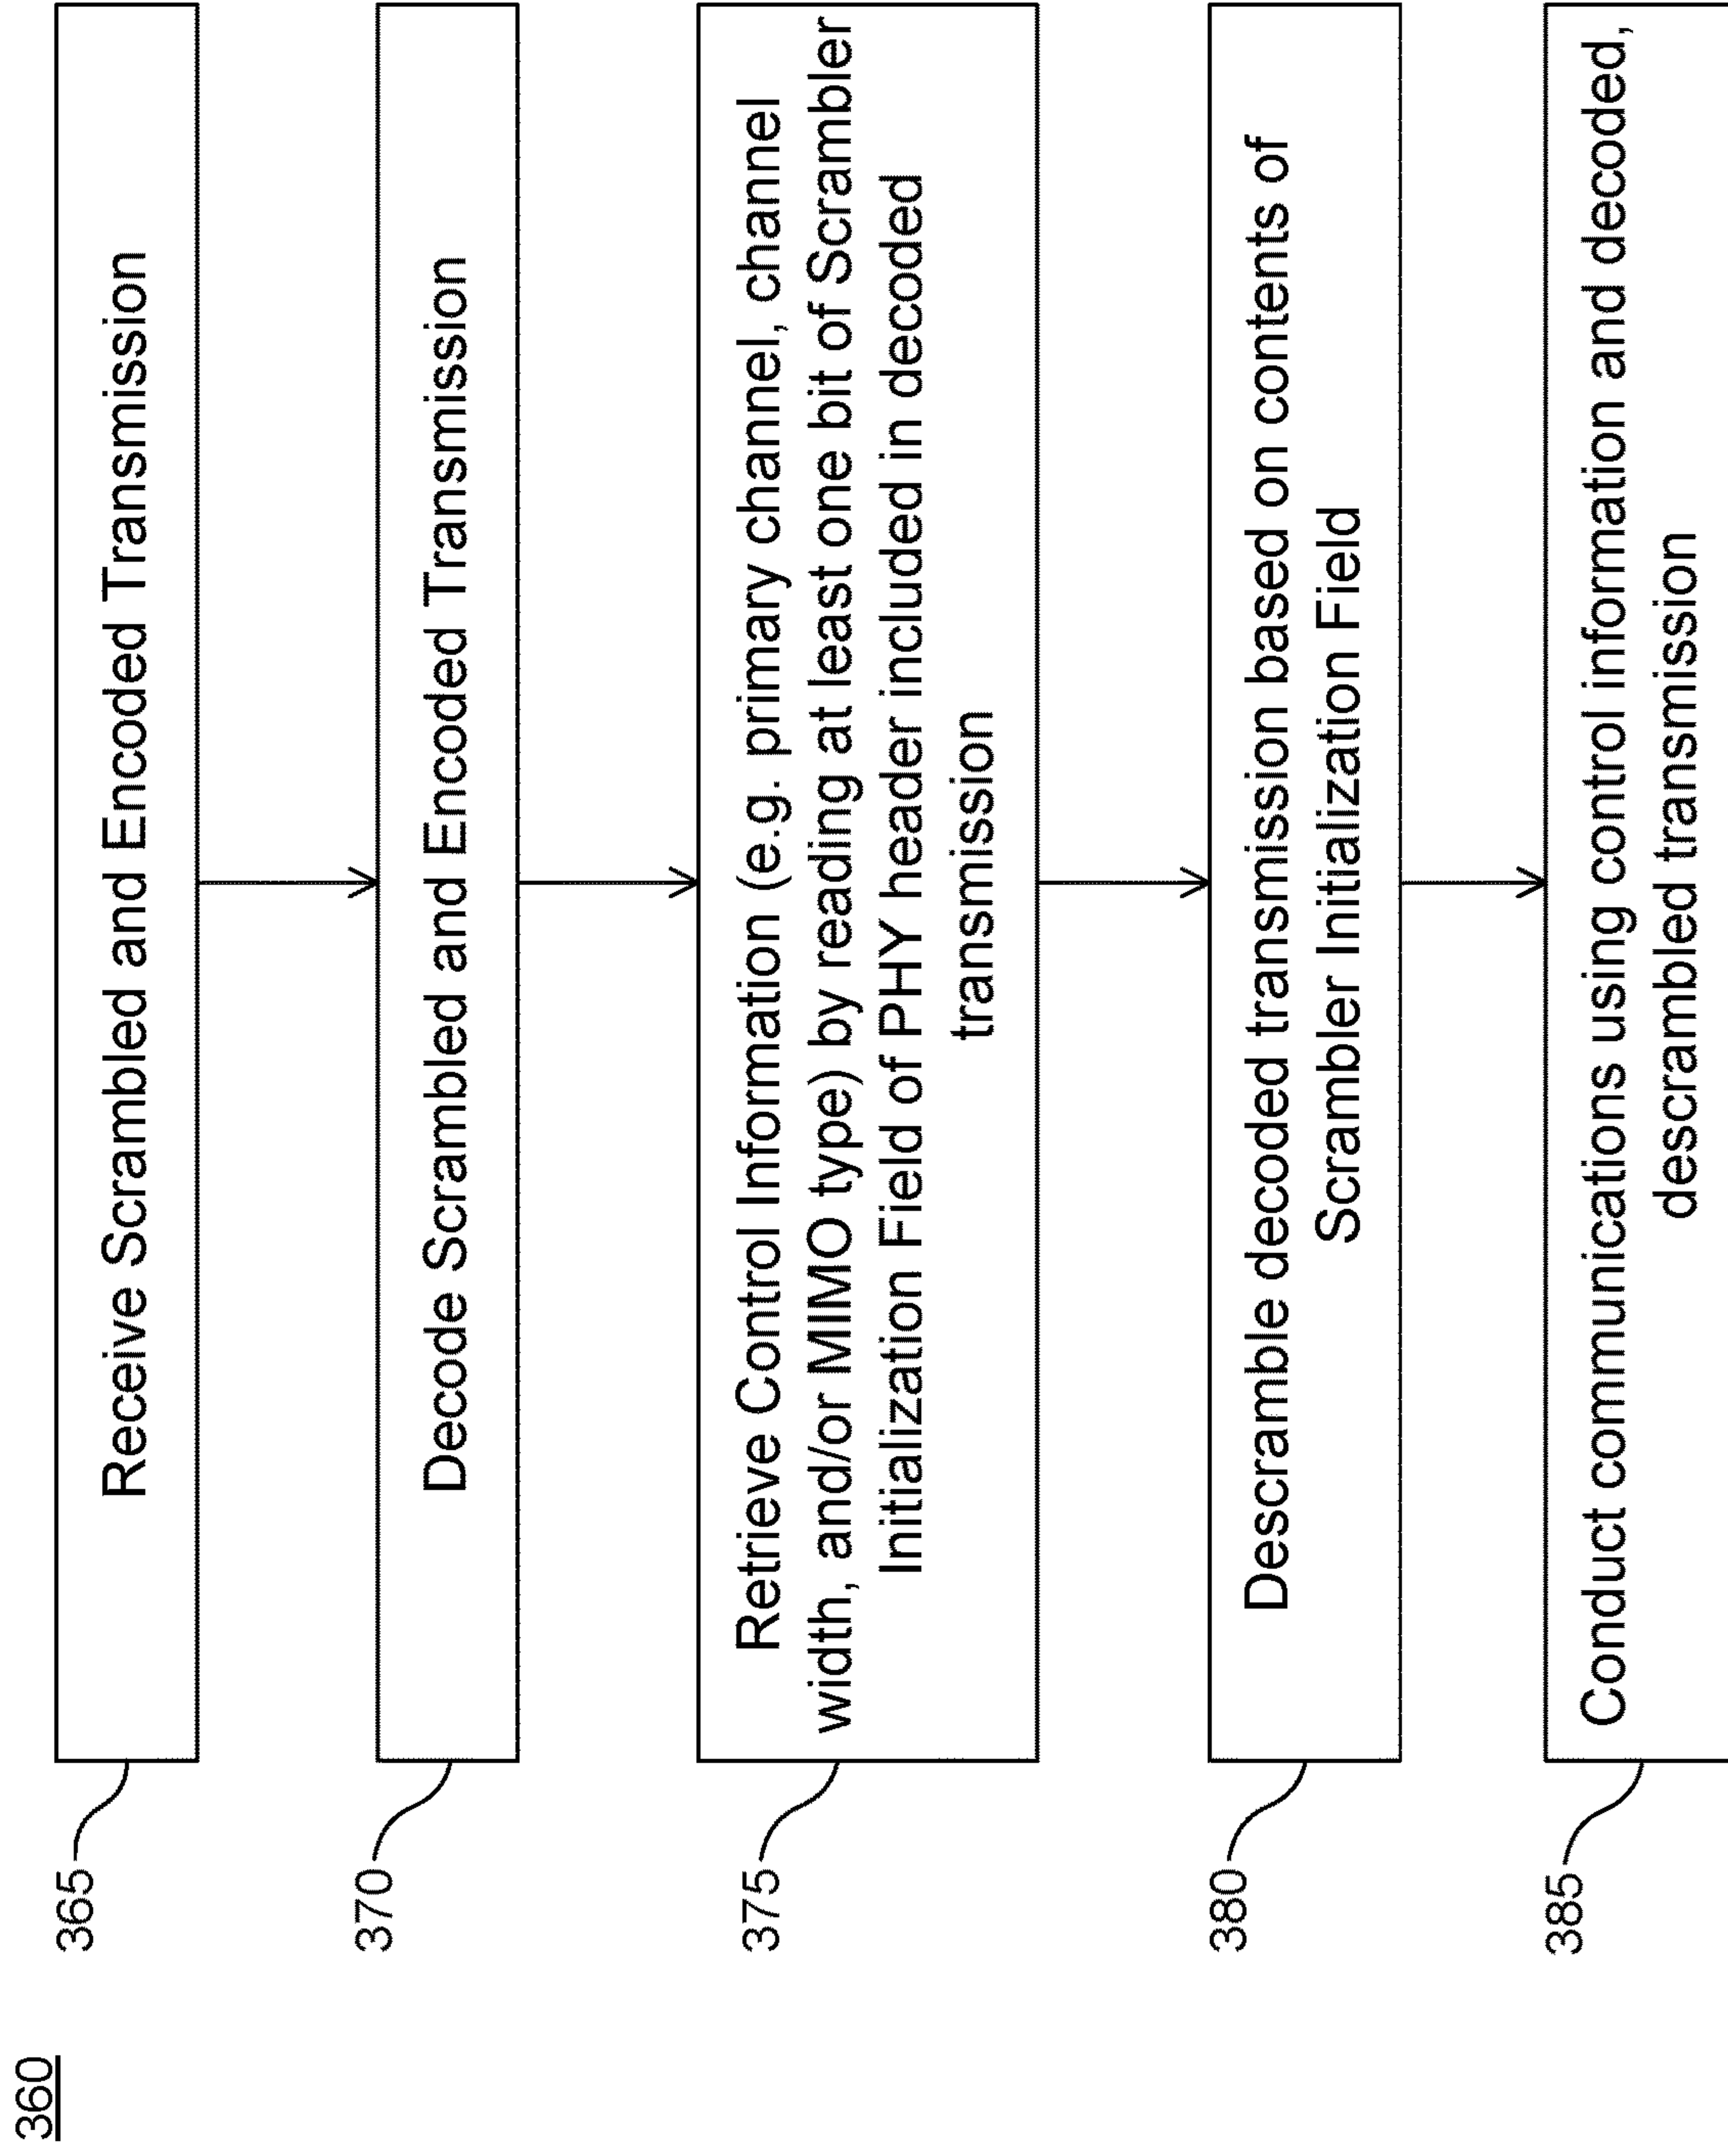 360
365
Receive Scrambled and Encoded Transmission
370
Decode Scrambled and Encoded Transmission
375
Retrieve Control Information (e.g. primary channel, channel
width, and/or MIMO type) by reading at least one bit of Scrambler
Initialization Field of PHY header included in decoded
transmission
380
Descramble decoded transmission based on contents of
Scrambler Initialization Field
385
Conduct communications using control information and decoded,
descrambled transmission